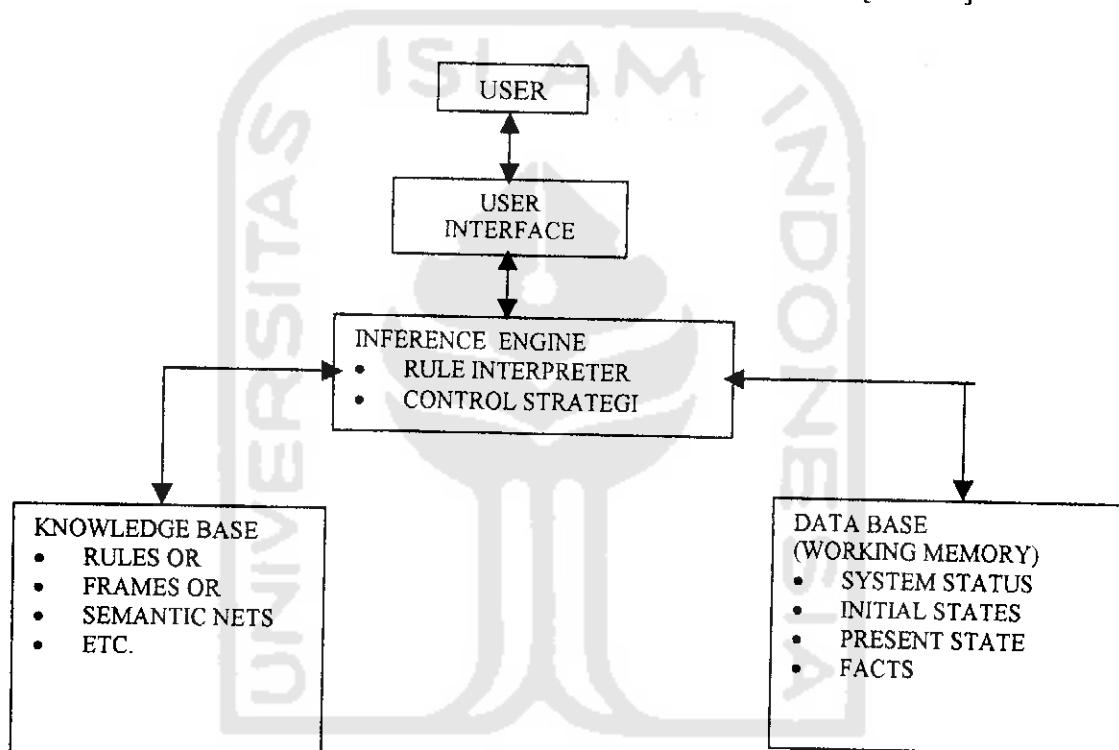 UNIVERSITAS ISLAM INDONESIA
USER
USER
INTERFACE
INFERENCE ENGINE
• RULE INTERPRETER
• CONTROL STRATEGI
KNOWLEDGE BASE
• RULES OR
• FRAMES OR
• SEMANTIC NETS
• ETC.
DATA BASE
(WORKING MEMORY)
• SYSTEM STATUS
• INITIAL STATES
• PRESENT STATE
• FACTS